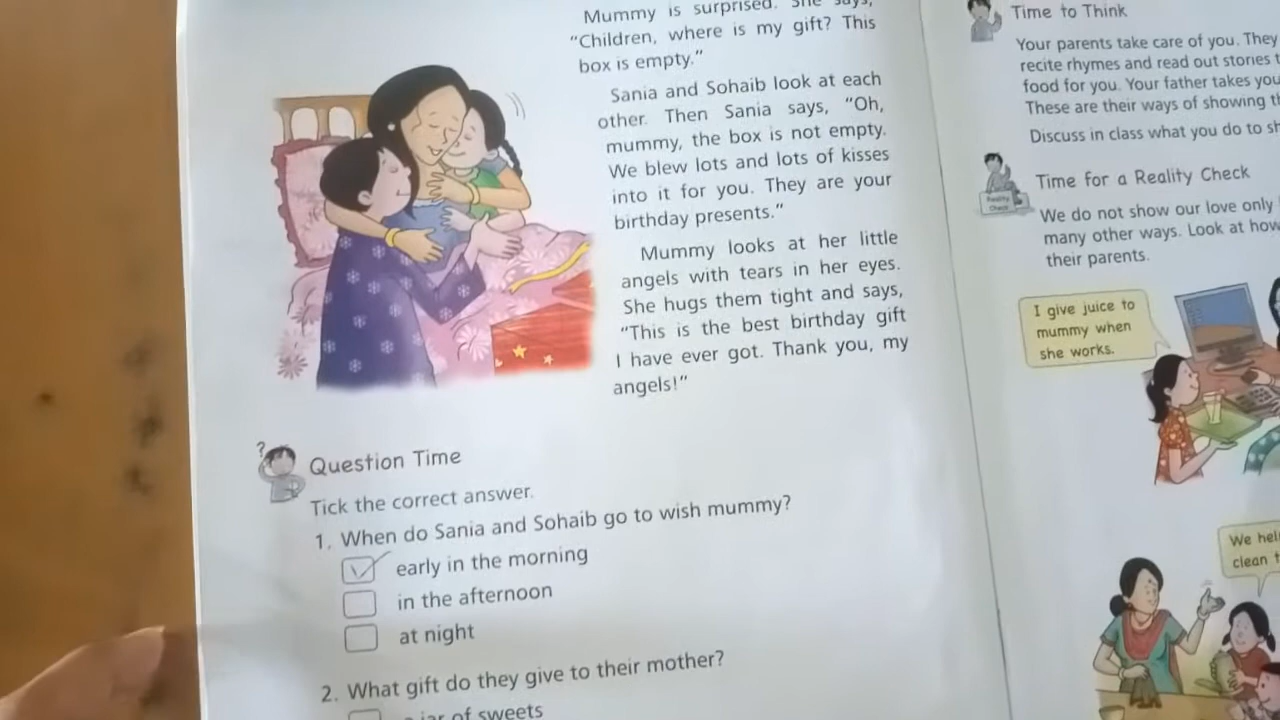 Mummy is surprised. She says,
"Children, where is my gift? This
box is empty."
Sania and Sohaib look at each
other. Then Sania says, "Oh,
mummy, the box is not empty.
We blew lots and lots of kisses
into it for you. They are your
birthday presents."
Mummy looks at her little
angels with tears in her eyes.
She hugs them tight and says,
"This is the best birthday gift
I have ever got. Thank you, my
angels!"
Question Time
Tick the correct answer.
1. When do Sania and Sohaib go to wish mummy?
early in the morning
in the afternoon
at night
2. What gift do they give to their mother?
a jar of sweets
Time to Think
Your parents take care of you. They
recite rhymes and read out stories
food for you. Your father takes you
These are their ways of showing
Discuss in class what you do to
Reality
Check
Time for a Reality Check
We do not show our love only
many other ways. Look at how
their parents.
I give juice to
mummy when
she works.
We
clean